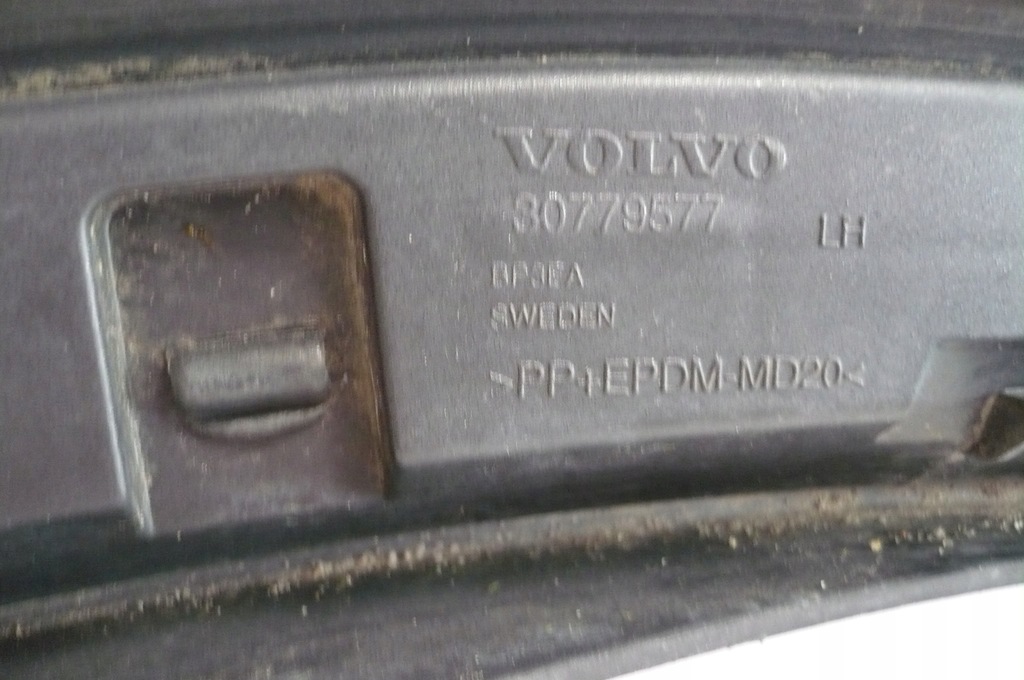 VOLVO
30779577
LH
BP3EA
SWEDEN
>PP+EPDM-MD20<